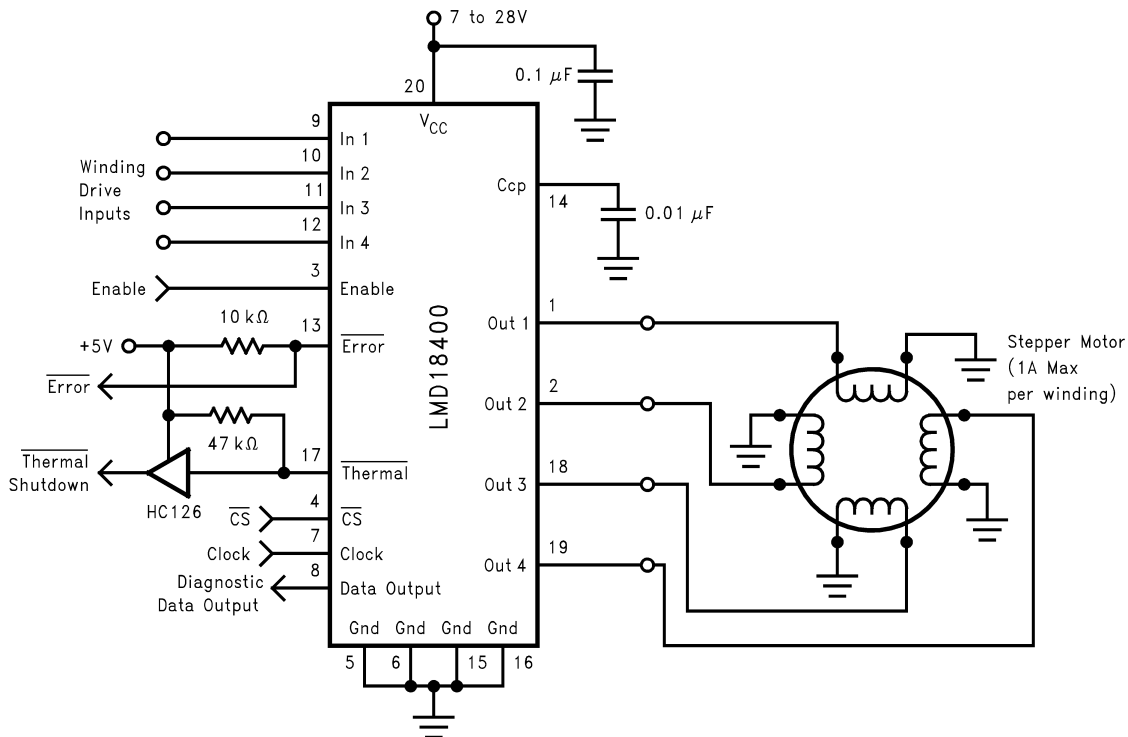 7 to 28V
0.1 μF
20
V_CC
9
In 1
10
In 2
11
In 3
12
In 4
Winding
Drive
Inputs
3
Enable
Enable
Ccp
14
0.01 μF
10 kΩ
13
+5V
Error
Error
47 kΩ
17
Thermal
Thermal
Shutdown
HC126
4
CS
CS
7
Clock
Clock
8
Diagnostic
Data Output
Data Output
LMD18400
1
Out 1
2
Out 2
18
Out 3
19
Out 4
Stepper Motor
(1A Max
per winding)
Gnd Gnd Gnd Gnd
5 6 15 16